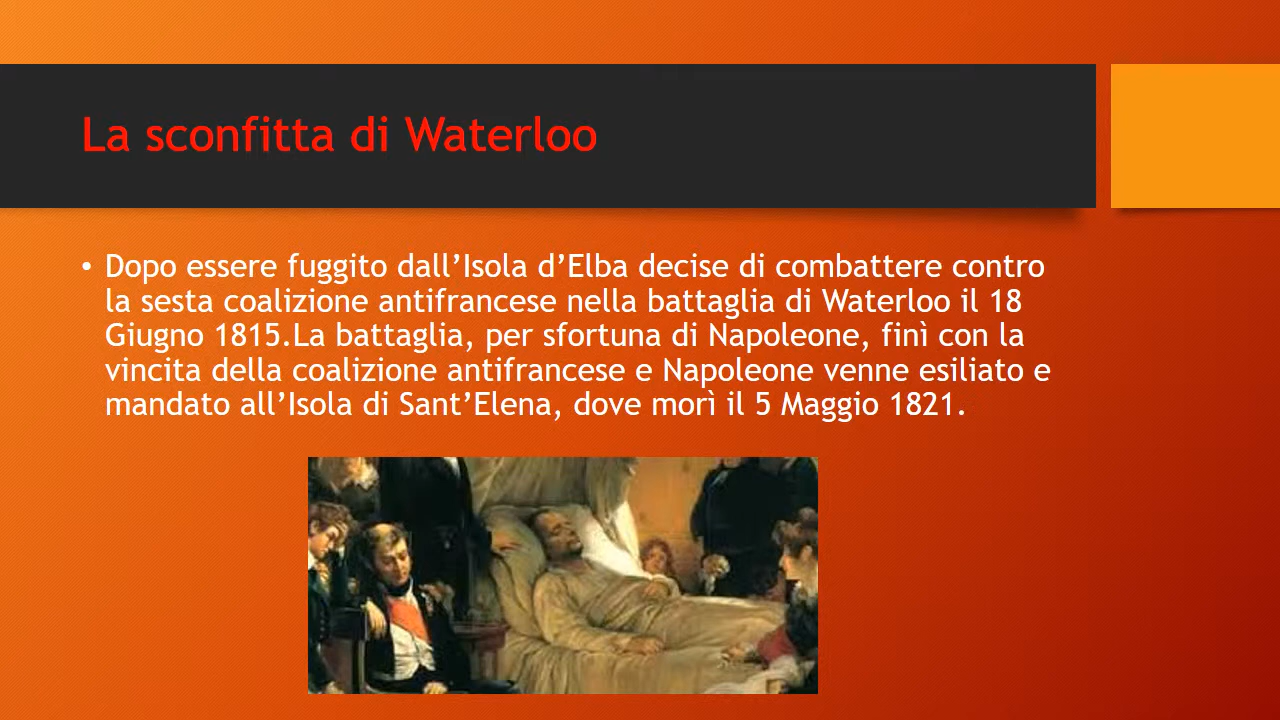 La sconfitta di Waterloo
• Dopo essere fuggito dall’Isola d’Elba decise di combattere contro
la sesta coalizione antifrancese nella battaglia di Waterloo il 18
Giugno 1815.La battaglia, per sfortuna di Napoleone, finì con la
vincita della coalizione antifrancese e Napoleone venne esiliato e
mandato all’Isola di Sant’Elena, dove morì il 5 Maggio 1821.